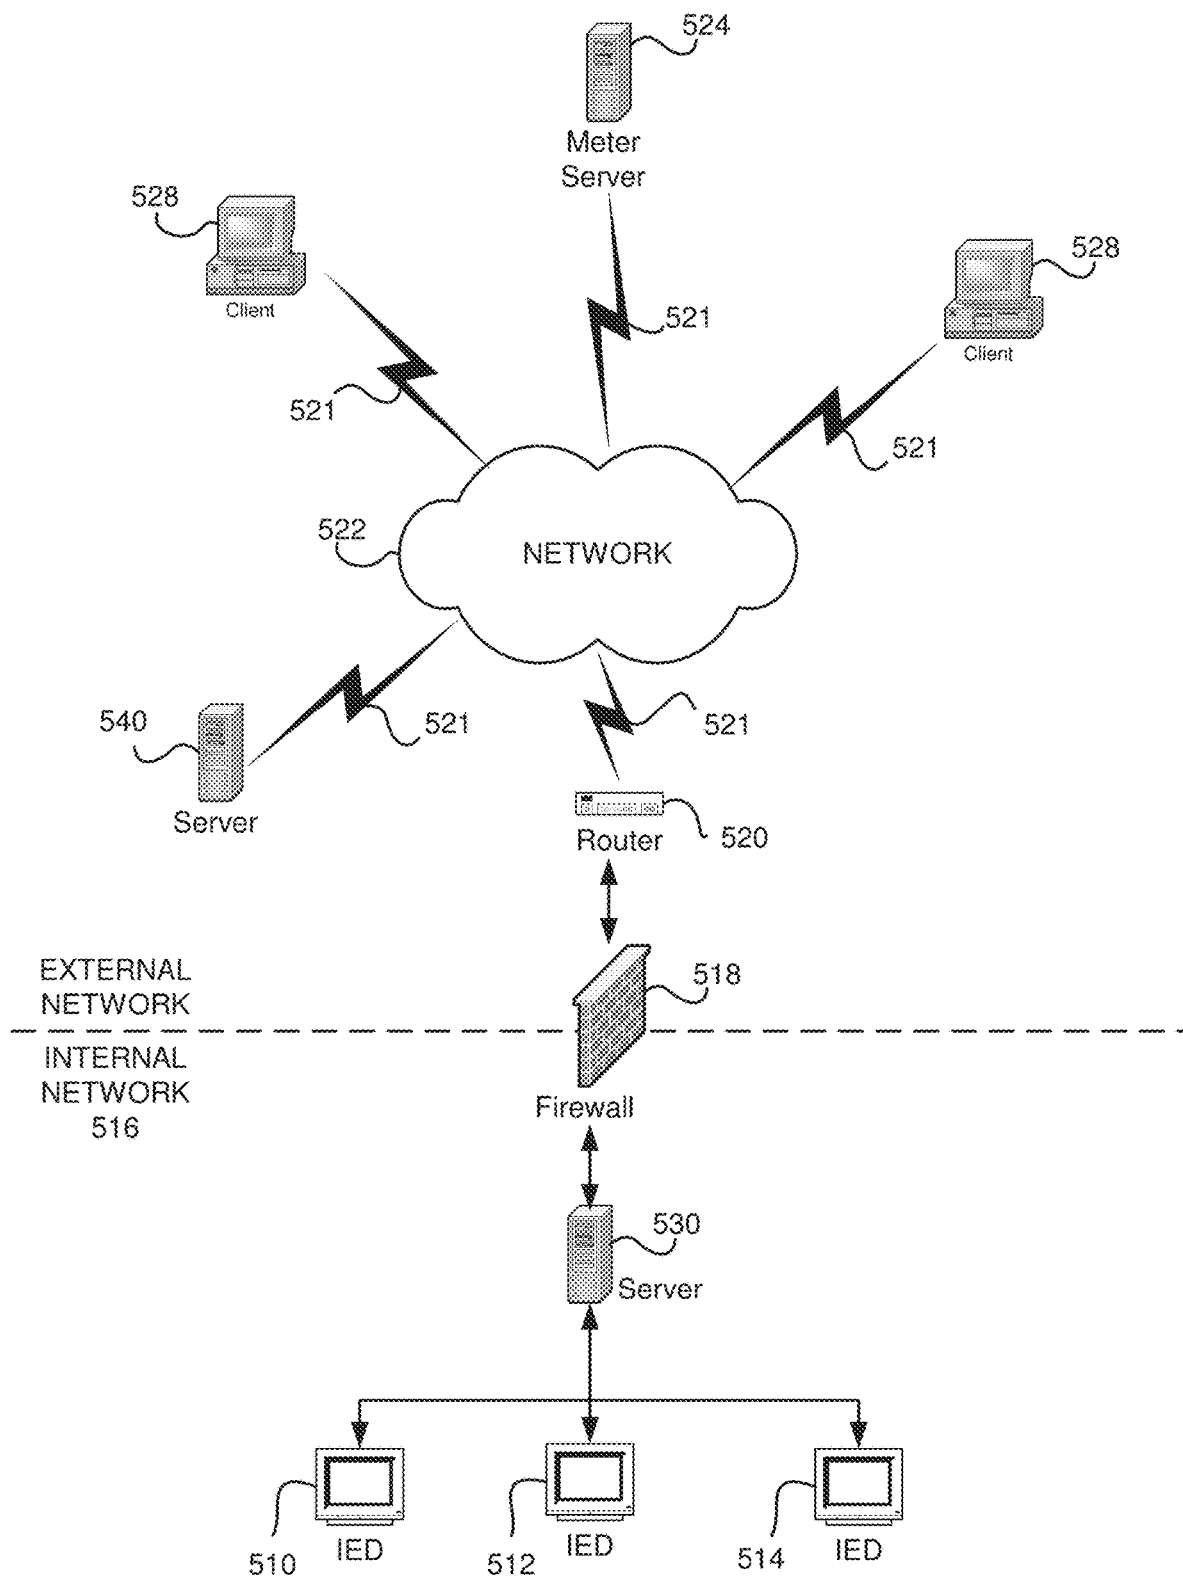 524
Meter
Server
528
Client
528
Client
521
521
521
522
NETWORK
540
Server
521
521
Router
520
EXTERNAL
NETWORK
518
INTERNAL
NETWORK
516
Firewall
530
Server
510
IED
512
IED
514
IED